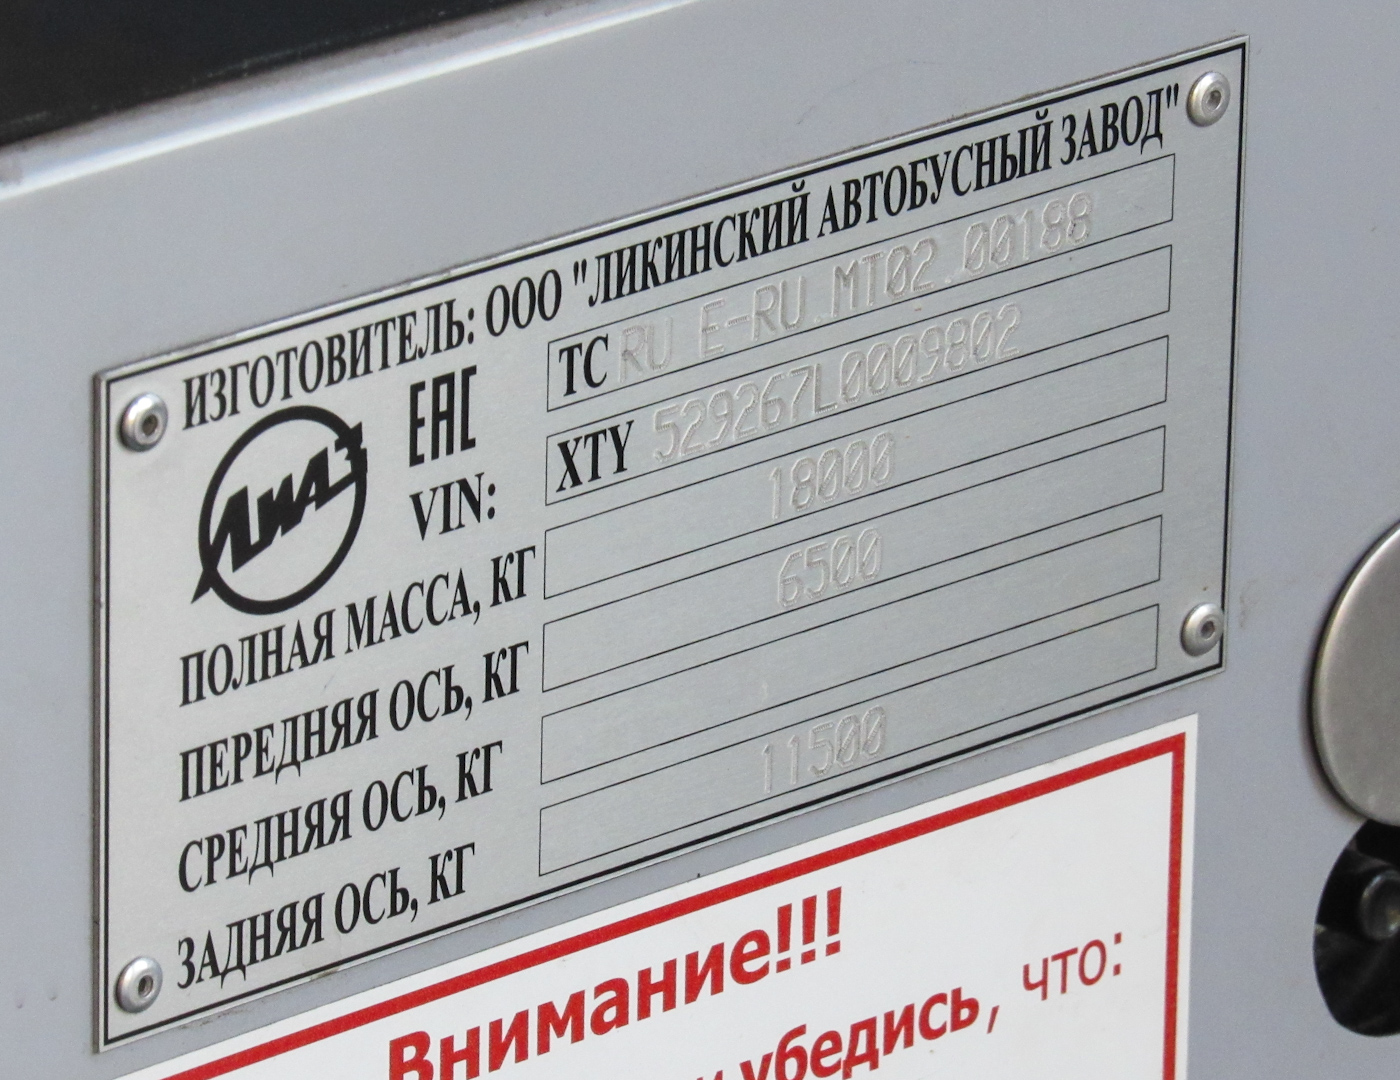 ИЗГОТОВИТЕЛЬ: ООО "ЛИКИНСКИЙ АВТОБУСНЫЙ ЗАВОД"
ЛиАЗ
ЕАС
ТС RU E-RU.MT02.00188
VIN: XTY 529267L0009802
ПОЛНАЯ МАССА, КГ 18000
ПЕРЕДНЯЯ ОСЬ, КГ 6500
СРЕДНЯЯ ОСЬ, КГ
ЗАДНЯЯ ОСЬ, КГ 11500
Внимание!!!
убедись, что: